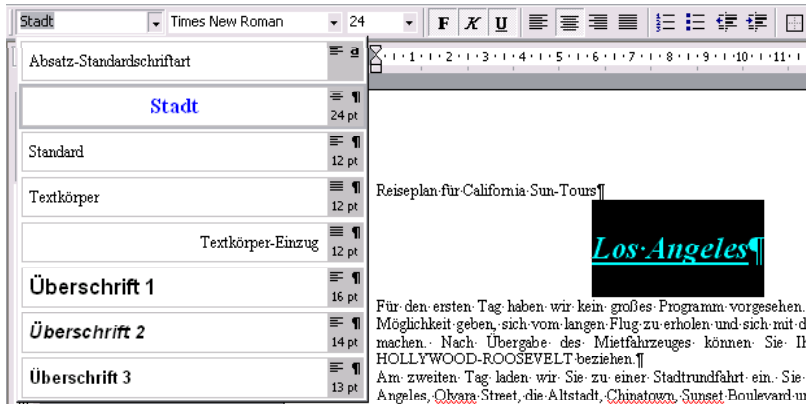 Stadt Times New Roman 24 F K U
Absatz-Standardschriftart a
Stadt ¶
24 pt
Standard ¶
12 pt
Textkörper ¶
12 pt
Textkörper-Einzug ¶
12 pt
Überschrift 1 ¶
16 pt
Überschrift 2 ¶
14 pt
Überschrift 3 ¶
13 pt
1 2 3 4 5 6 7 8 9 10 11
Reiseplan·für·California·Sun-Tours¶
Los·Angeles¶
Für·den·ersten·Tag·haben·wir·kein·großes·Programm·vorgesehen.
Möglichkeit·geben,·sich·vom·langen·Flug·zu·erholen·und·sich·mit·d
machen.·Nach·Übergabe·des·Mietfahrzeuges·können·Sie·Ih
HOLLYWOOD-ROOSEVELT·beziehen.¶
Am·zweiten·Tag·laden·wir·Sie·zu·einer·Stadtrundfahrt·ein.·Sie·
Angeles,·Olvara·Street,·die·Altstadt,·Chinatown,·Sunset·Boulevard·u